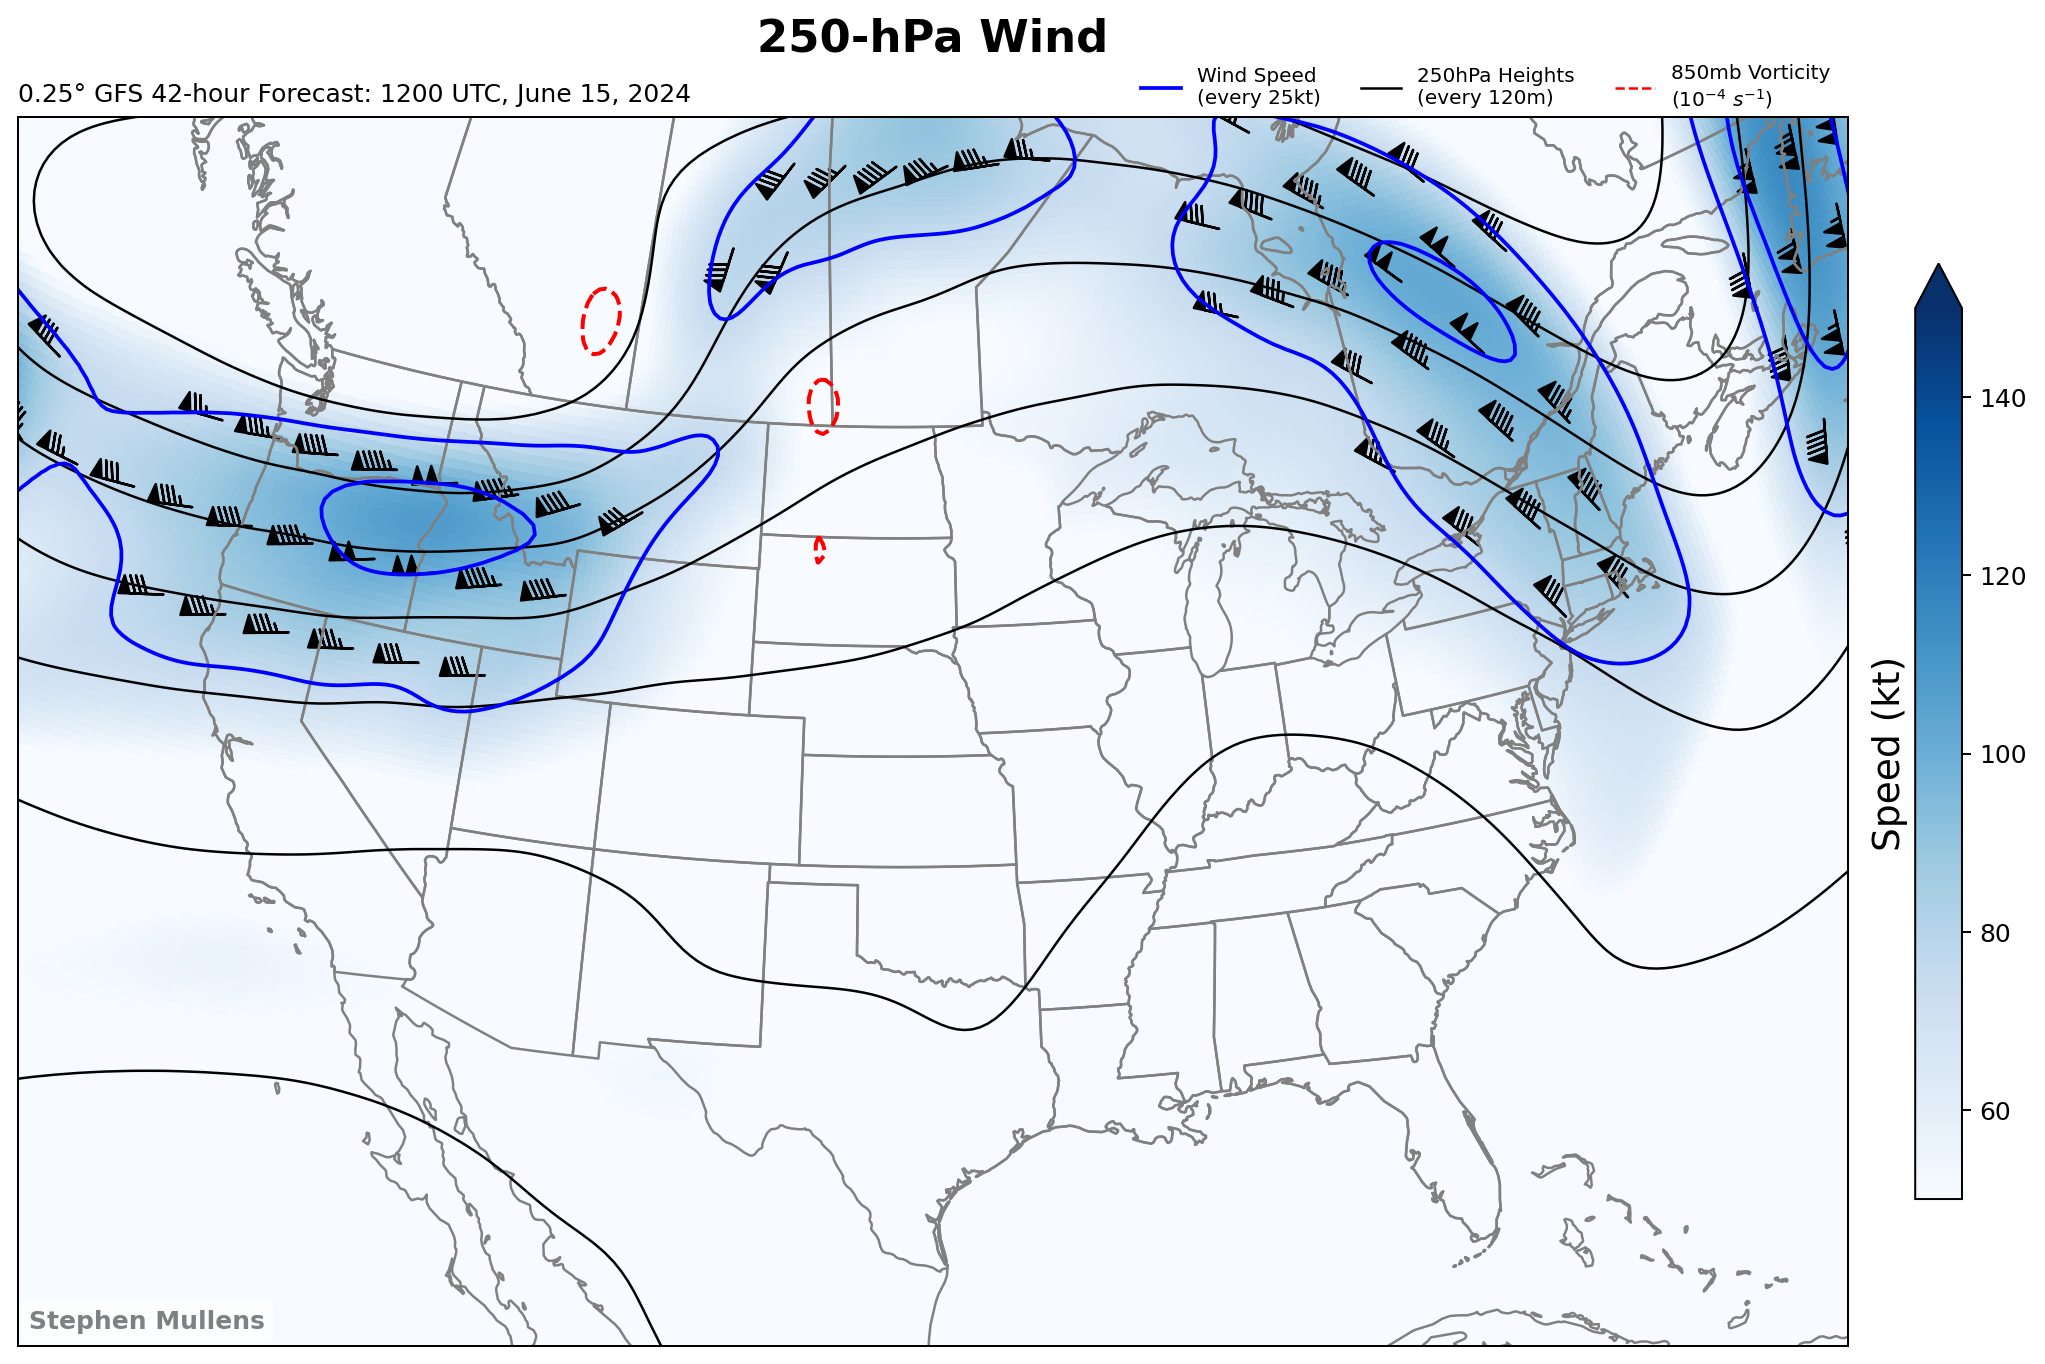 250-hPa Wind
0.25° GFS 42-hour Forecast: 1200 UTC, June 15, 2024
Wind Speed
(every 25kt)
250hPa Heights
(every 120m)
850mb Vorticity
(10⁻⁴ s⁻¹)
140
120
100
80
60
Speed (kt)
Stephen Mullens